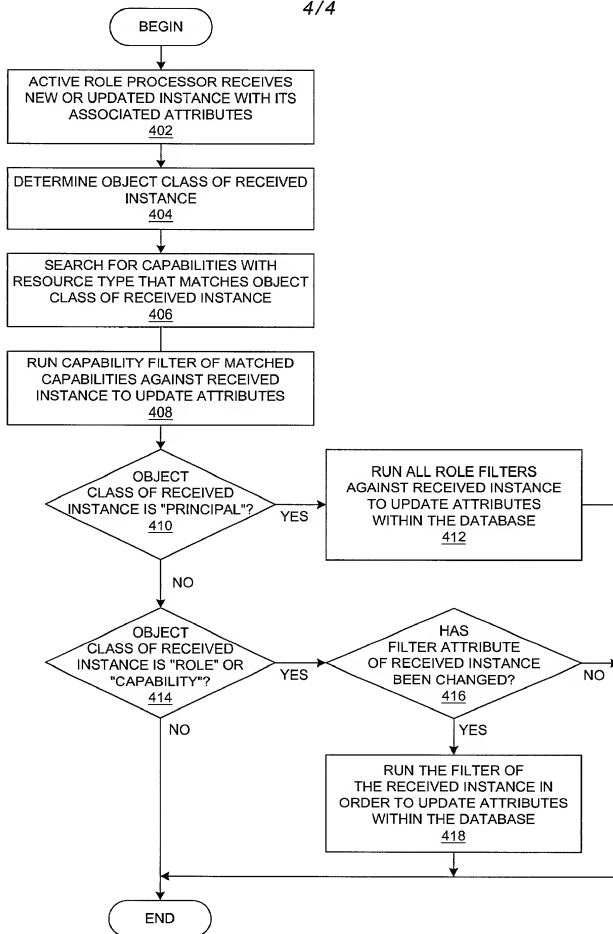 4/4
BEGIN
ACTIVE ROLE PROCESSOR RECEIVES
NEW OR UPDATED INSTANCE WITH ITS
ASSOCIATED ATTRIBUTES
402
DETERMINE OBJECT CLASS OF RECEIVED
INSTANCE
404
SEARCH FOR CAPABILITIES WITH
RESOURCE TYPE THAT MATCHES OBJECT
CLASS OF RECEIVED INSTANCE
406
RUN CAPABILITY FILTER OF MATCHED
CAPABILITIES AGAINST RECEIVED
INSTANCE TO UPDATE ATTRIBUTES
408
OBJECT
CLASS OF RECEIVED
INSTANCE IS "PRINCIPAL"?
410
YES
RUN ALL ROLE FILTERS
AGAINST RECEIVED INSTANCE
TO UPDATE ATTRIBUTES
WITHIN THE DATABASE
412
NO
OBJECT
CLASS OF RECEIVED
INSTANCE IS "ROLE" OR
"CAPABILITY"?
414
YES
HAS
FILTER ATTRIBUTE
OF RECEIVED INSTANCE
BEEN CHANGED?
416
NO
NO
YES
RUN THE FILTER OF
THE RECEIVED INSTANCE IN
ORDER TO UPDATE ATTRIBUTES
WITHIN THE DATABASE
418
END